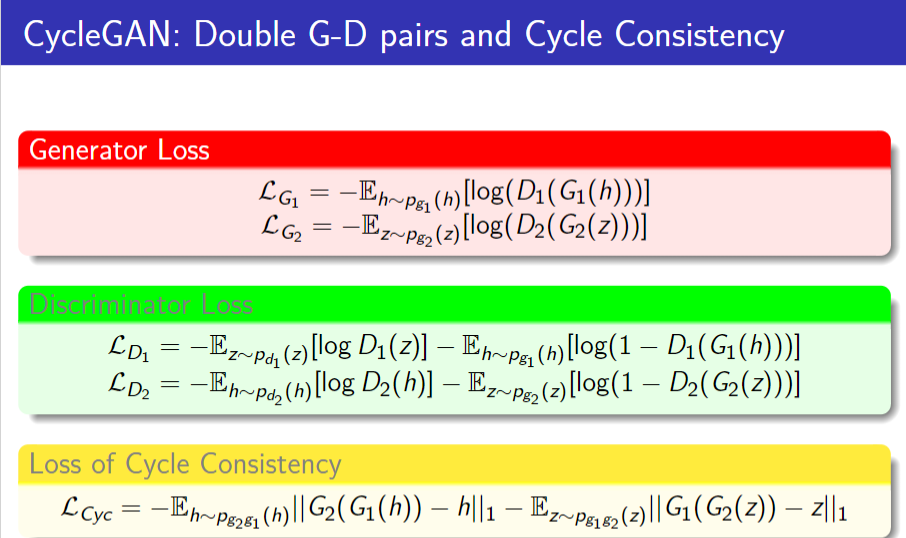 CycleGAN: Double G-D pairs and Cycle Consistency
Generator Loss
$\mathcal{L}_{G_1} = -\mathbb{E}_{h \sim p_{g_1}(h)}[\log(D_1(G_1(h)))]$
$\mathcal{L}_{G_2} = -\mathbb{E}_{z \sim p_{g_2}(z)}[\log(D_2(G_2(z)))]$
Discriminator Loss
$\mathcal{L}_{D_1} = -\mathbb{E}_{z \sim p_{d_1}(z)}[\log D_1(z)] - \mathbb{E}_{h \sim p_{g_1}(h)}[\log(1 - D_1(G_1(h)))]$
$\mathcal{L}_{D_2} = -\mathbb{E}_{h \sim p_{d_2}(h)}[\log D_2(h)] - \mathbb{E}_{z \sim p_{g_2}(z)}[\log(1 - D_2(G_2(z)))]$
Loss of Cycle Consistency
$\mathcal{L}_{Cyc} = -\mathbb{E}_{h \sim p_{g_2 g_1}(h)}||G_2(G_1(h)) - h||_1 - \mathbb{E}_{z \sim p_{g_1 g_2}(z)}||G_1(G_2(z)) - z||_1$